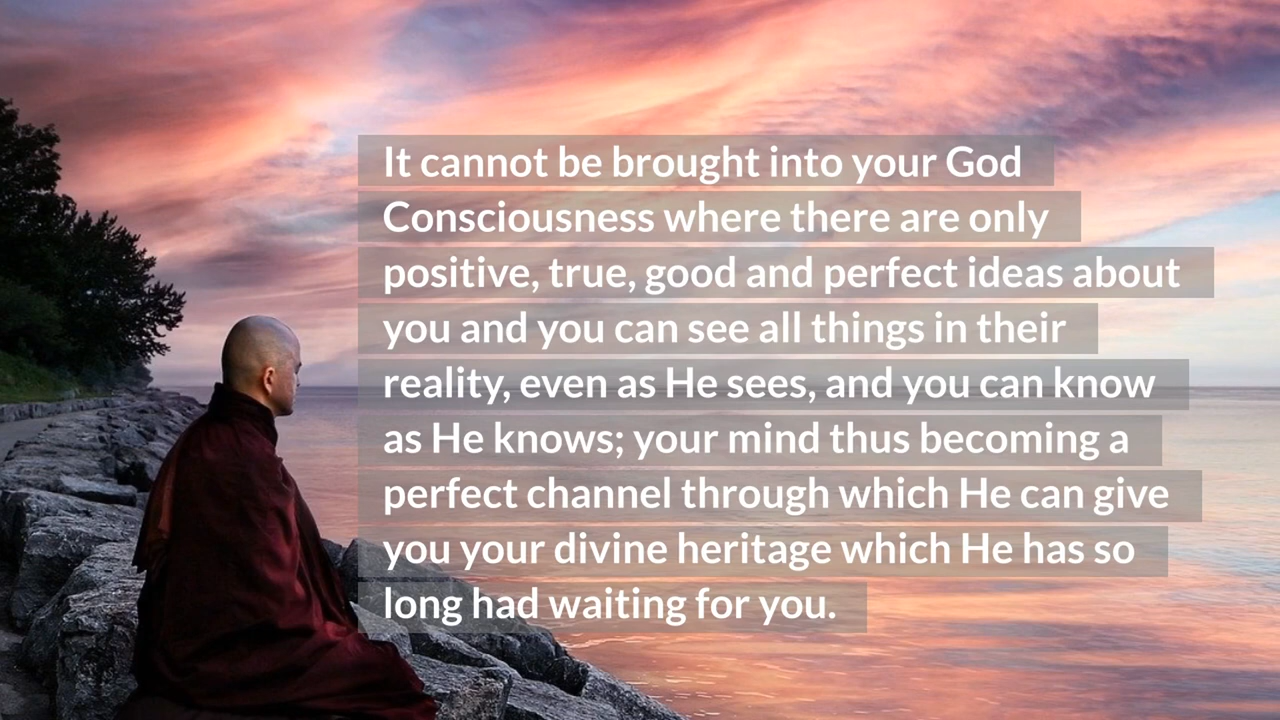 It cannot be brought into your God
Consciousness where there are only
positive, true, good and perfect ideas about
you and you can see all things in their
reality, even as He sees, and you can know
as He knows; your mind thus becoming a
perfect channel through which He can give
you your divine heritage which He has so
long had waiting for you.